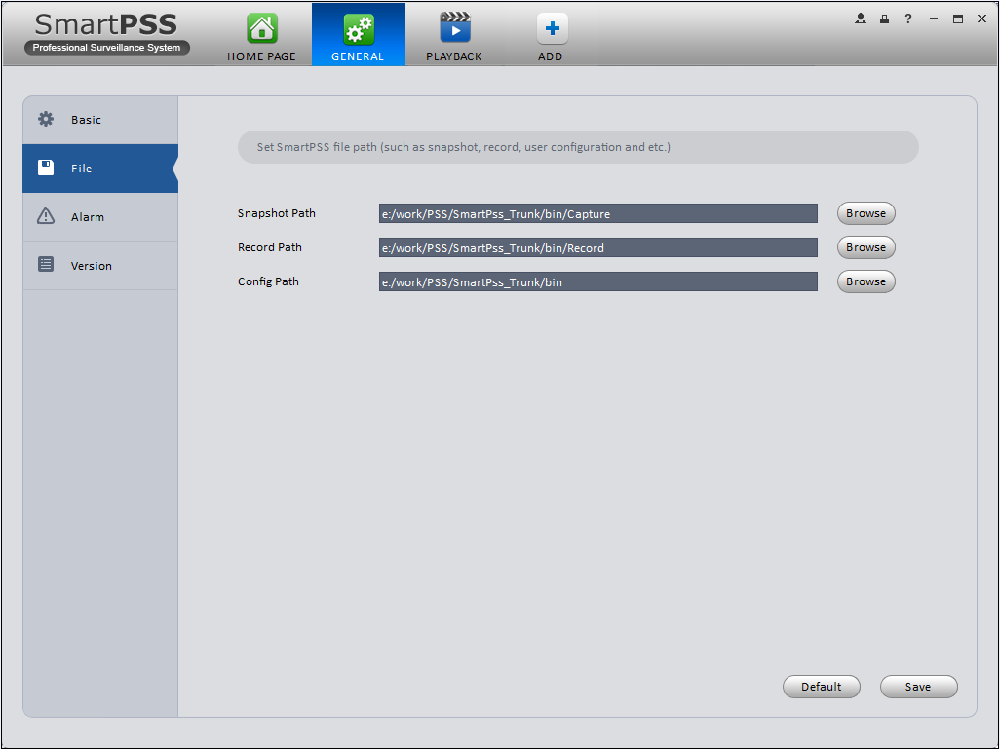 SmartPSS
Professional Surveillance System
HOME PAGE
GENERAL
PLAYBACK
ADD
?
Basic
File
Alarm
Version
Set SmartPSS file path (such as snapshot, record, user configuration and etc.)
Snapshot Path e:/work/PSS/SmartPss_Trunk/bin/Capture Browse
Record Path e:/work/PSS/SmartPss_Trunk/bin/Record Browse
Config Path e:/work/PSS/SmartPss_Trunk/bin Browse
Default Save